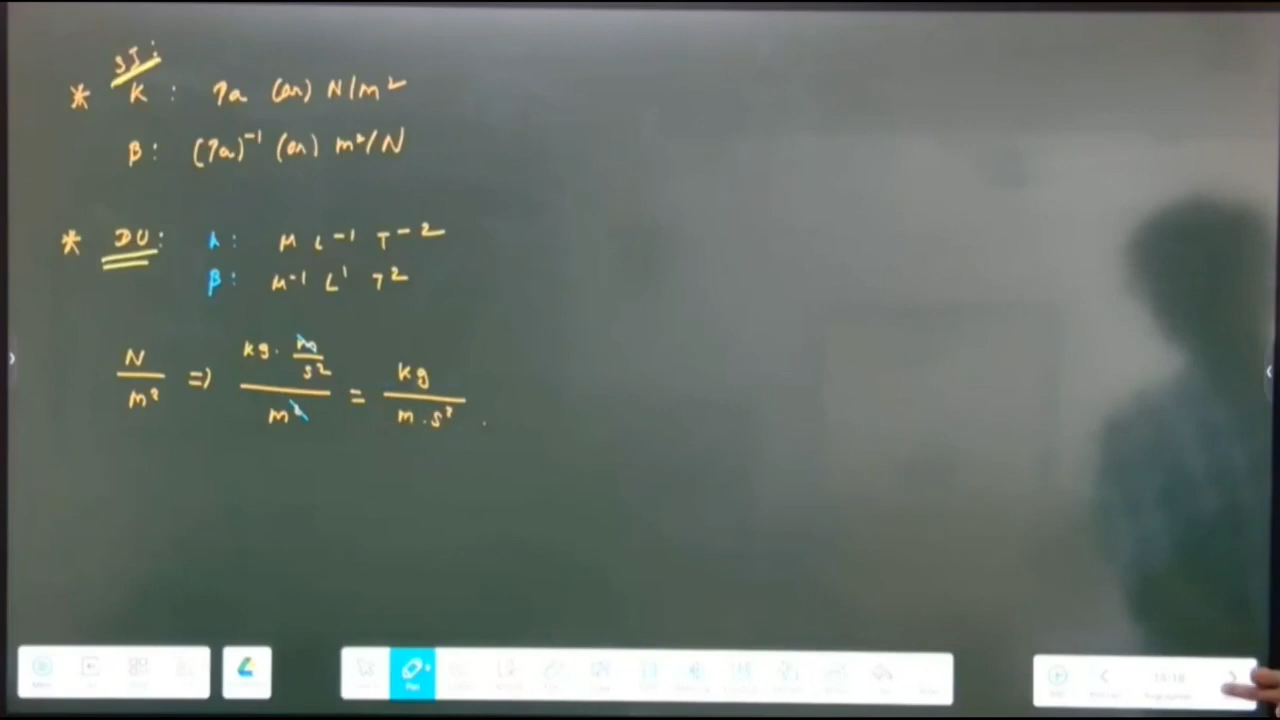 SI:
* K : Pa (or) N/m²
β : (Pa)⁻¹ (or) m²/N
* DU : K : M L⁻¹ T⁻²
β : M⁻¹ L¹ T²
N/m² ⇒ (kg · m/s²)/m² = kg/(m · s²)